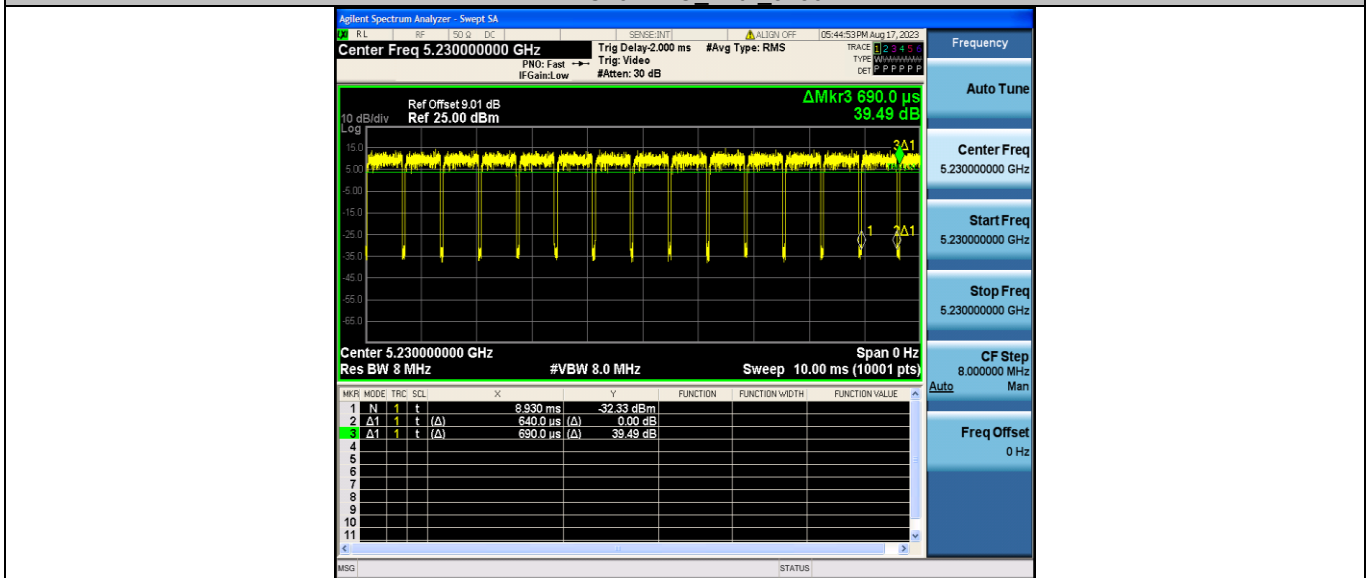 Agilent Spectrum Analyzer - Swept SA
RL RF 50 Ω DC SENSE:INT ALIGN OFF 05:44:53 PM Aug 17, 2023
Center Freq 5.230000000 GHz
PNO: Fast
IFGain:Low
Trig Delay-2.000 ms
Trig: Video
#Atten: 30 dB
#Avg Type: RMS
TRACE 1 2 3 4 5 6
TYPE
DET P P P P P P
Ref Offset 9.01 dB
10 dB/div Ref 25.00 dBm
Log
ΔMkr3 690.0 µs
39.49 dB
15.0
5.00
-5.00
-15.0
-25.0
-35.0
-45.0
-55.0
-65.0
3Δ1
1
2Δ1
Center 5.230000000 GHz Span 0 Hz
Res BW 8 MHz #VBW 8.0 MHz Sweep 10.00 ms (10001 pts)
MKR MODE TRC SCL X Y FUNCTION FUNCTION WIDTH FUNCTION VALUE
1 N 1 t 8.930 ms -32.33 dBm
2 Δ1 1 t (Δ) 640.0 µs (Δ) 0.00 dB
3 Δ1 1 t (Δ) 690.0 µs (Δ) 39.49 dB
4
5
6
7
8
9
10
11
MSG STATUS
Frequency
Auto Tune
Center Freq
5.230000000 GHz
Start Freq
5.230000000 GHz
Stop Freq
5.230000000 GHz
CF Step
8.000000 MHz
Auto Man
Freq Offset
0 Hz